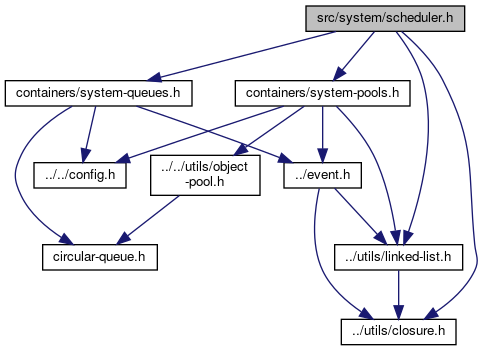 src/system/scheduler.h
containers/system-queues.h
containers/system-pools.h
../../config.h
../../utils/object
-pool.h
../event.h
circular-queue.h
../utils/linked-list.h
../utils/closure.h